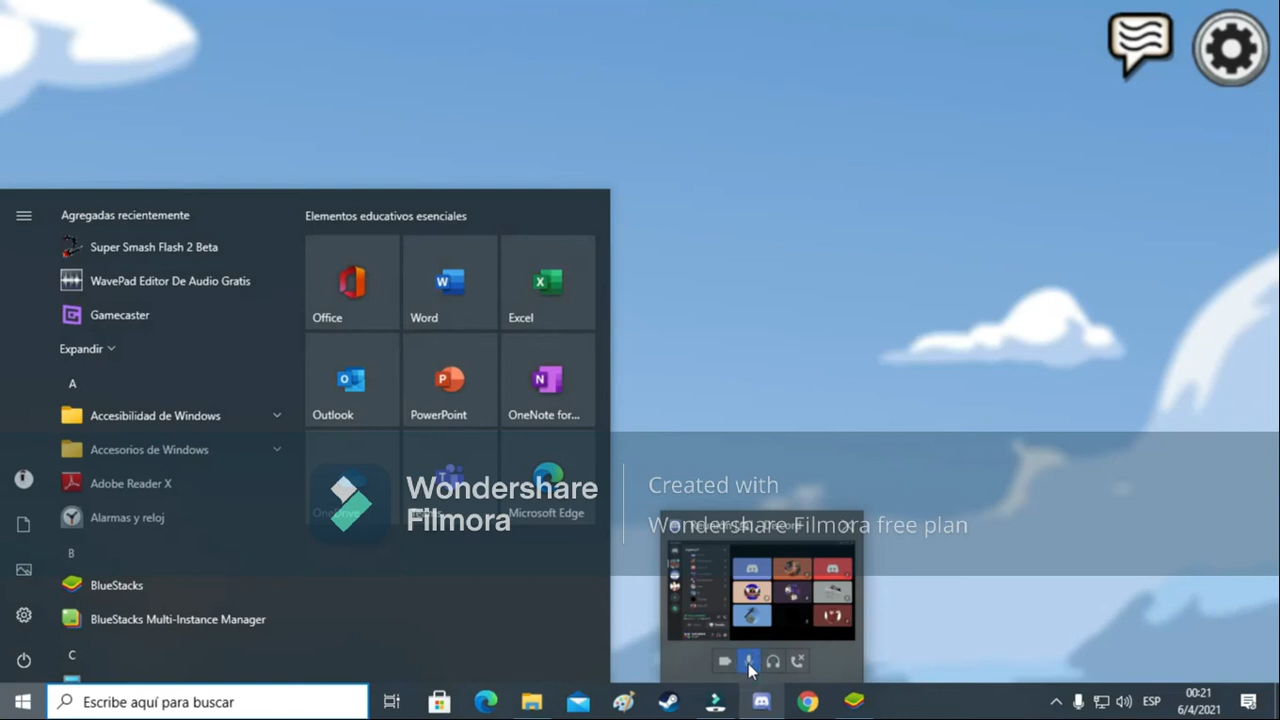 Agregadas recientemente
Super Smash Flash 2 Beta
WavePad Editor De Audio Gratis
Gamecaster
Expandir
A
Accesibilidad de Windows
Accesorios de Windows
Adobe Reader X
Alarmas y reloj
B
BlueStacks
BlueStacks Multi-Instance Manager
C
Elementos educativos esenciales
Office
Word
Excel
Outlook
PowerPoint
OneNote for...
OneDrive
Microsoft Edge
Wondershare
Filmora
Created with
Wondershare Filmora free plan
Escribe aquí para buscar
ESP
00:21
6/4/2021